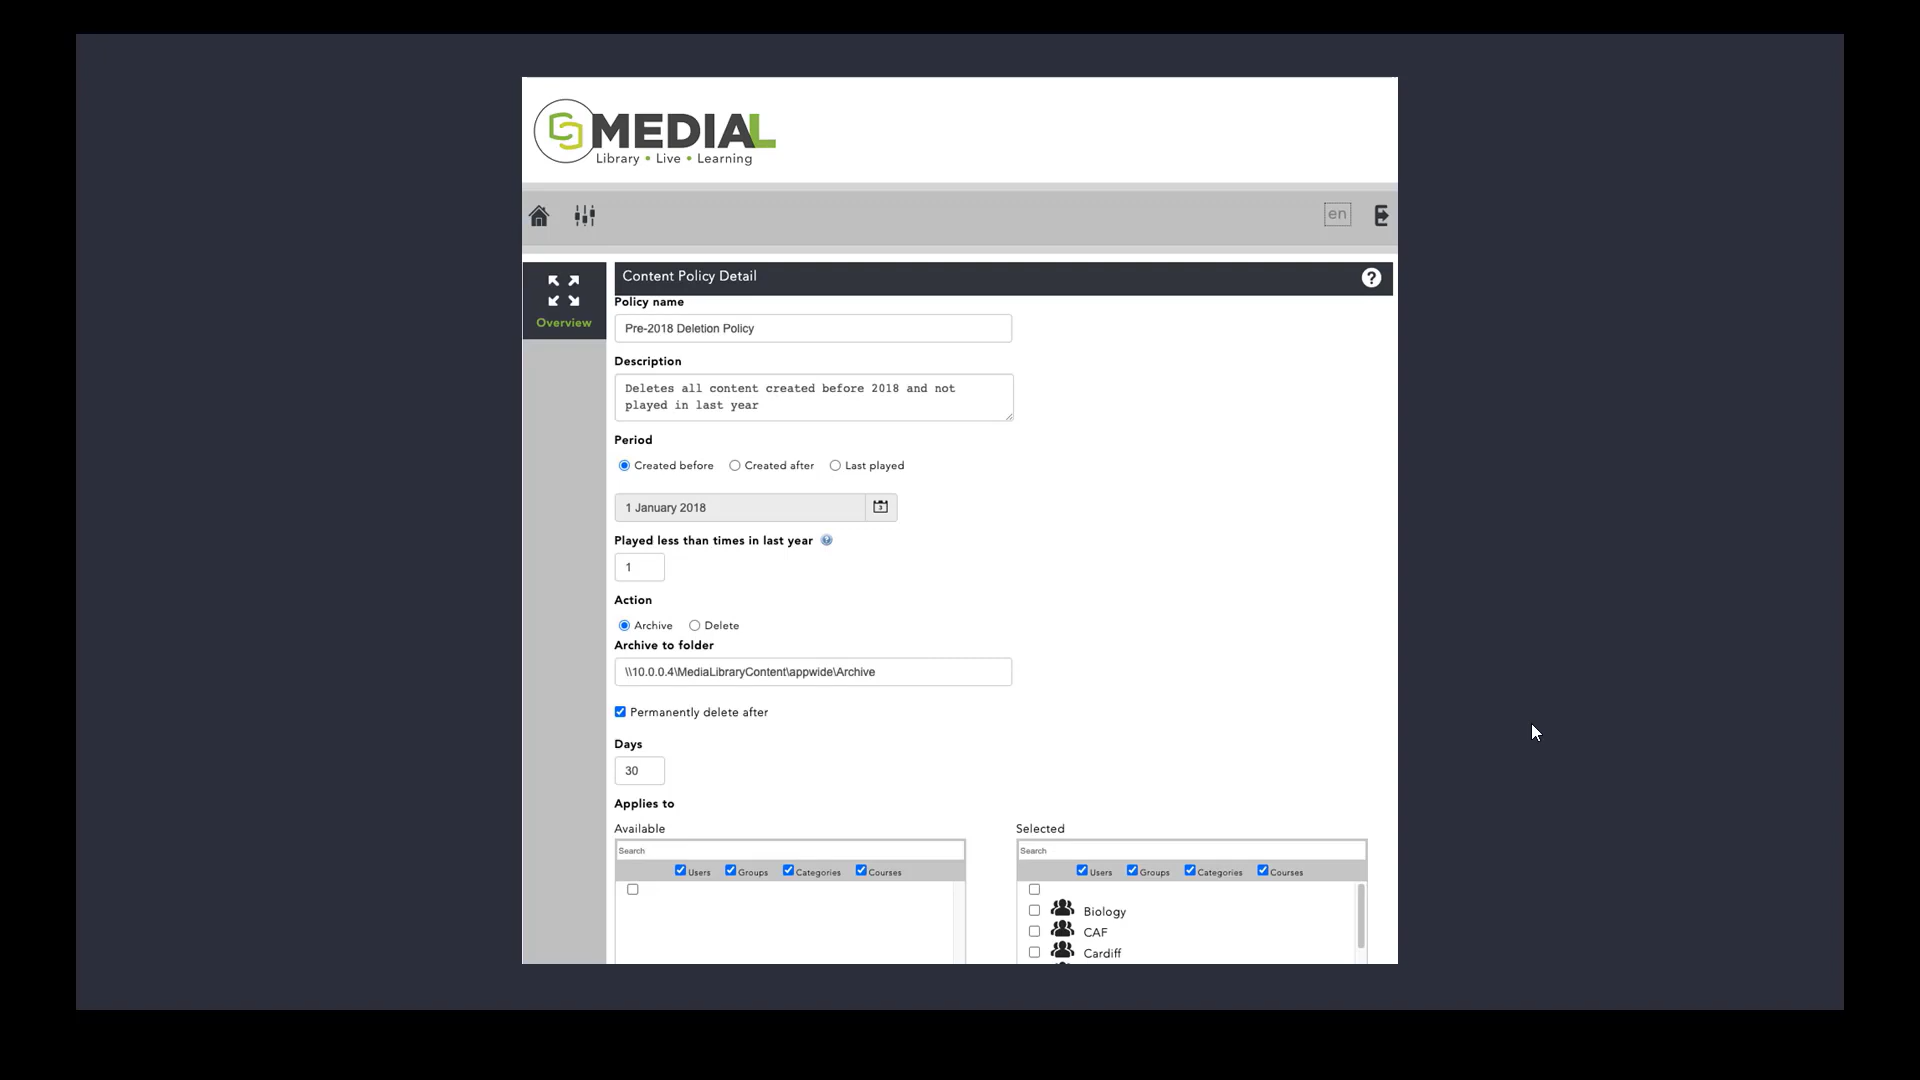 MEDIAL
Library • Live • Learning
en
Overview
Content Policy Detail
?
Policy name
Pre-2018 Deletion Policy
Description
Deletes all content created before 2018 and not
played in last year
Period
Created before Created after Last played
1 January 2018
Played less than times in last year
1
Action
Archive Delete
Archive to folder
\\10.0.0.4\MediaLibraryContent\appwide\Archive
Permanently delete after
Days
30
Applies to
Available
Search
Users Groups Categories Courses
Selected
Search
Users Groups Categories Courses
Biology
CAF
Cardiff